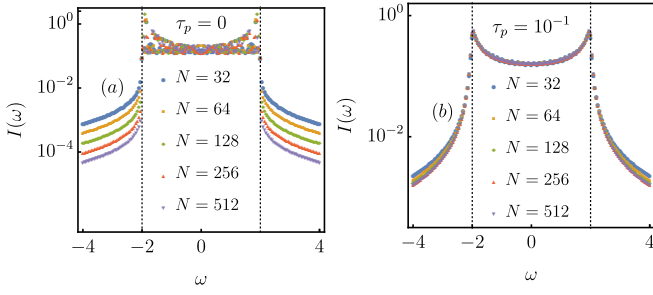 10^0
10^{-2}
10^{-4}
I(ω)
τ_p = 0
(a)
N = 32
N = 64
N = 128
N = 256
N = 512
−4 −2 0 2 4
ω
10^{-1}
10^{-2}
I(ω)
τ_p = 10^{-1}
(b)
N = 32
N = 64
N = 128
N = 256
N = 512
−4 −2 0 2 4
ω